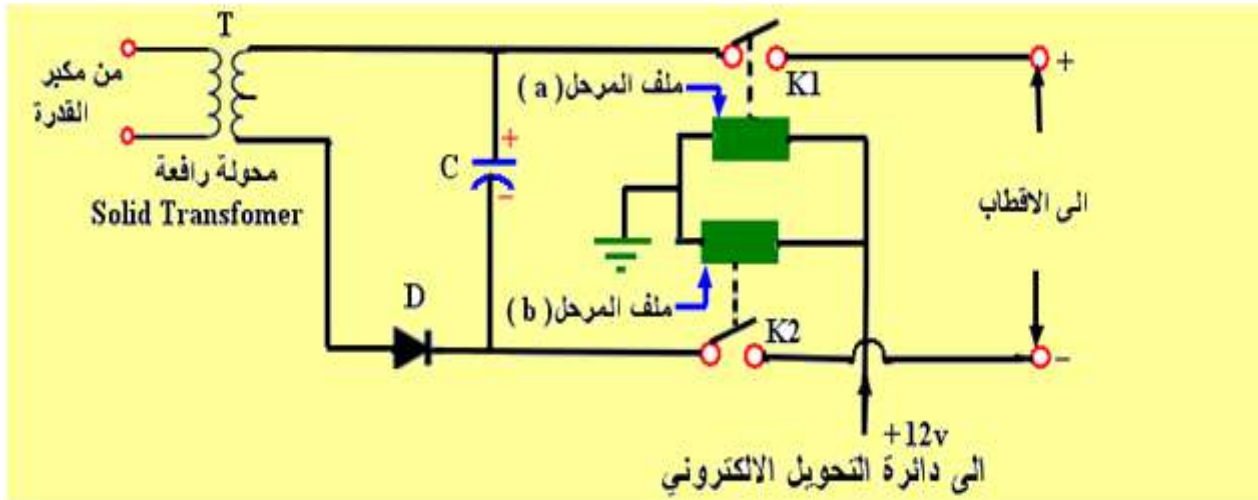 T
من مكبر
القدرة
محولة رافعة
Solid Transfomer
C
+
−
D
ملف المرحل ( a )
K1
ملف المرحل ( b )
K2
+
الى الاقطاب
−
+12v
الى دائرة التحويل الالكتروني